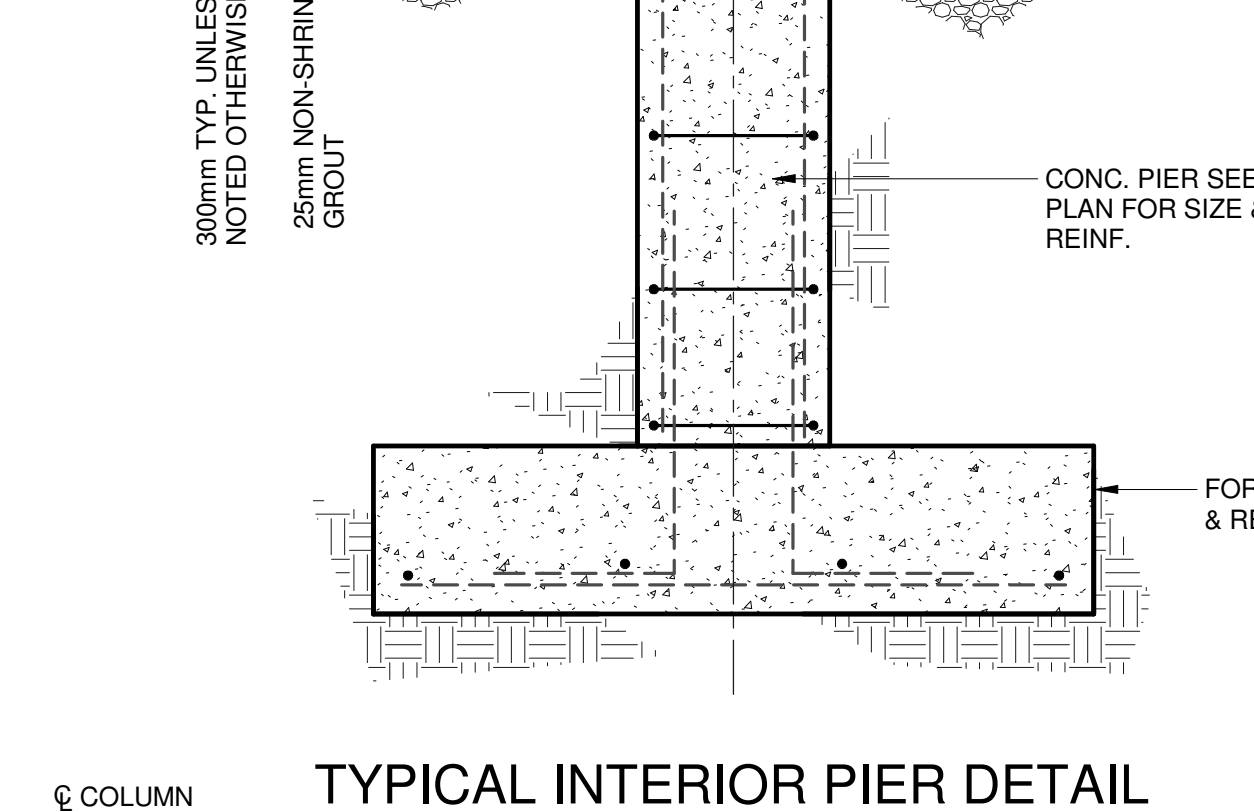 300mm TYP. UNLES
NOTED OTHERWIS
25mm NON-SHRIN
GROUT
CONC. PIER SEE
PLAN FOR SIZE &
REINF.
FOR
& RE
℄ COLUMN
TYPICAL INTERIOR PIER DETAIL